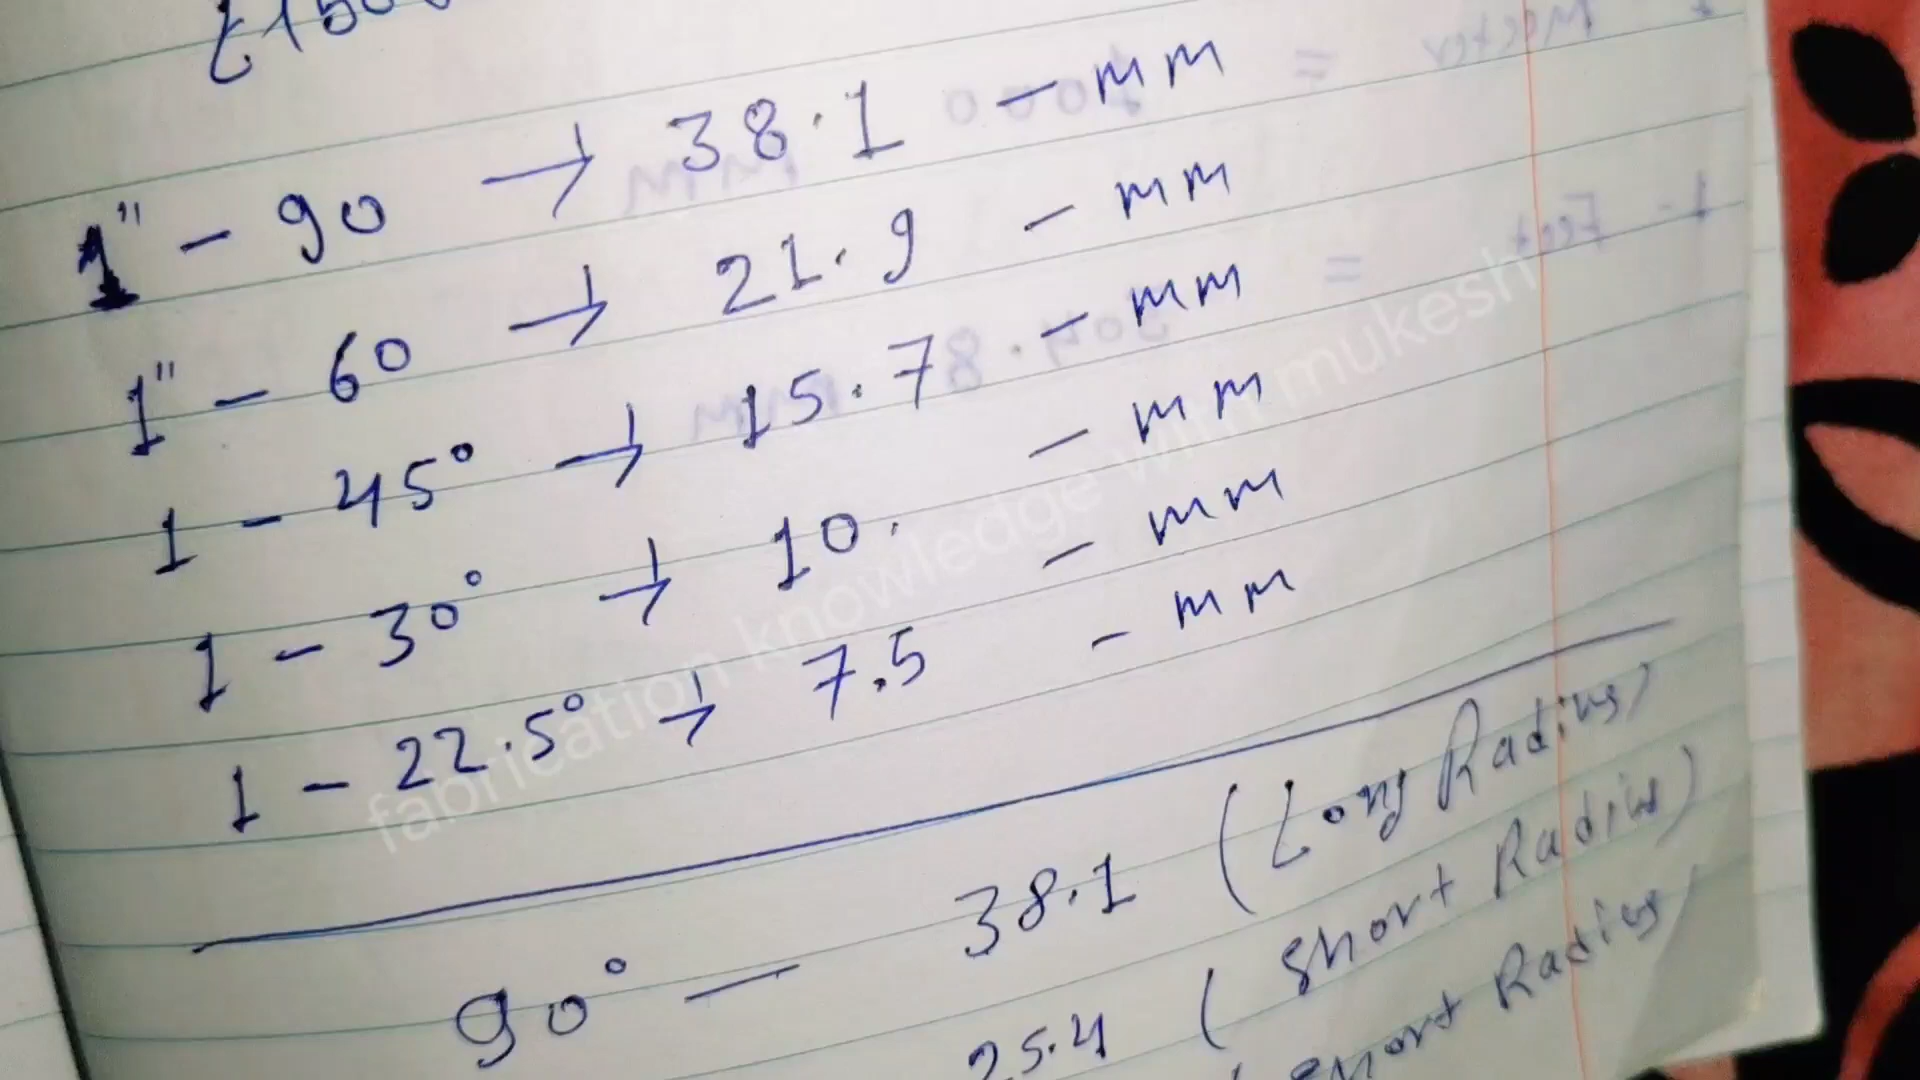 1" - 90 → 38.1 - mm
1" - 60 → 21.9 - mm
1 - 45° → 15.7 - mm
1 - 30° → 10. - mm
1 - 22.5° → 7.5 - mm
- mm
90° — 38.1 (Long Radius)
25.4 (Short Radius)
Short Radius
fabrication knowledge with mukesh